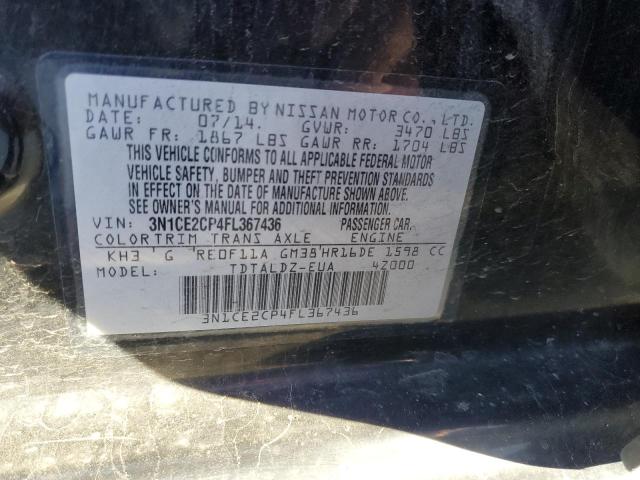 MANUFACTURED BY NISSAN MOTOR CO., LTD.
DATE: 07/14. GVWR: 3470 LBS
GAWR FR: 1867 LBS GAWR RR: 1704 LBS
THIS VEHICLE CONFORMS TO ALL APPLICABLE FEDERAL MOTOR
VEHICLE SAFETY, BUMPER AND THEFT PREVENTION STANDARDS
IN EFFECT ON THE DATE OF MANUFACTURE SHOWN ABOVE.
SEE OWNER'S MANUAL FOR ADDITIONAL INFORMATION.
VIN: 3N1CE2CP4FL367436 PASSENGER CAR.
COLOR TRIM TRANS AXLE ENGINE
KH3 G RE0F11A GM38 HR16DE 1598 CC
MODEL: TDTALDZ-EUA 42000
3N1CE2CP4FL367436